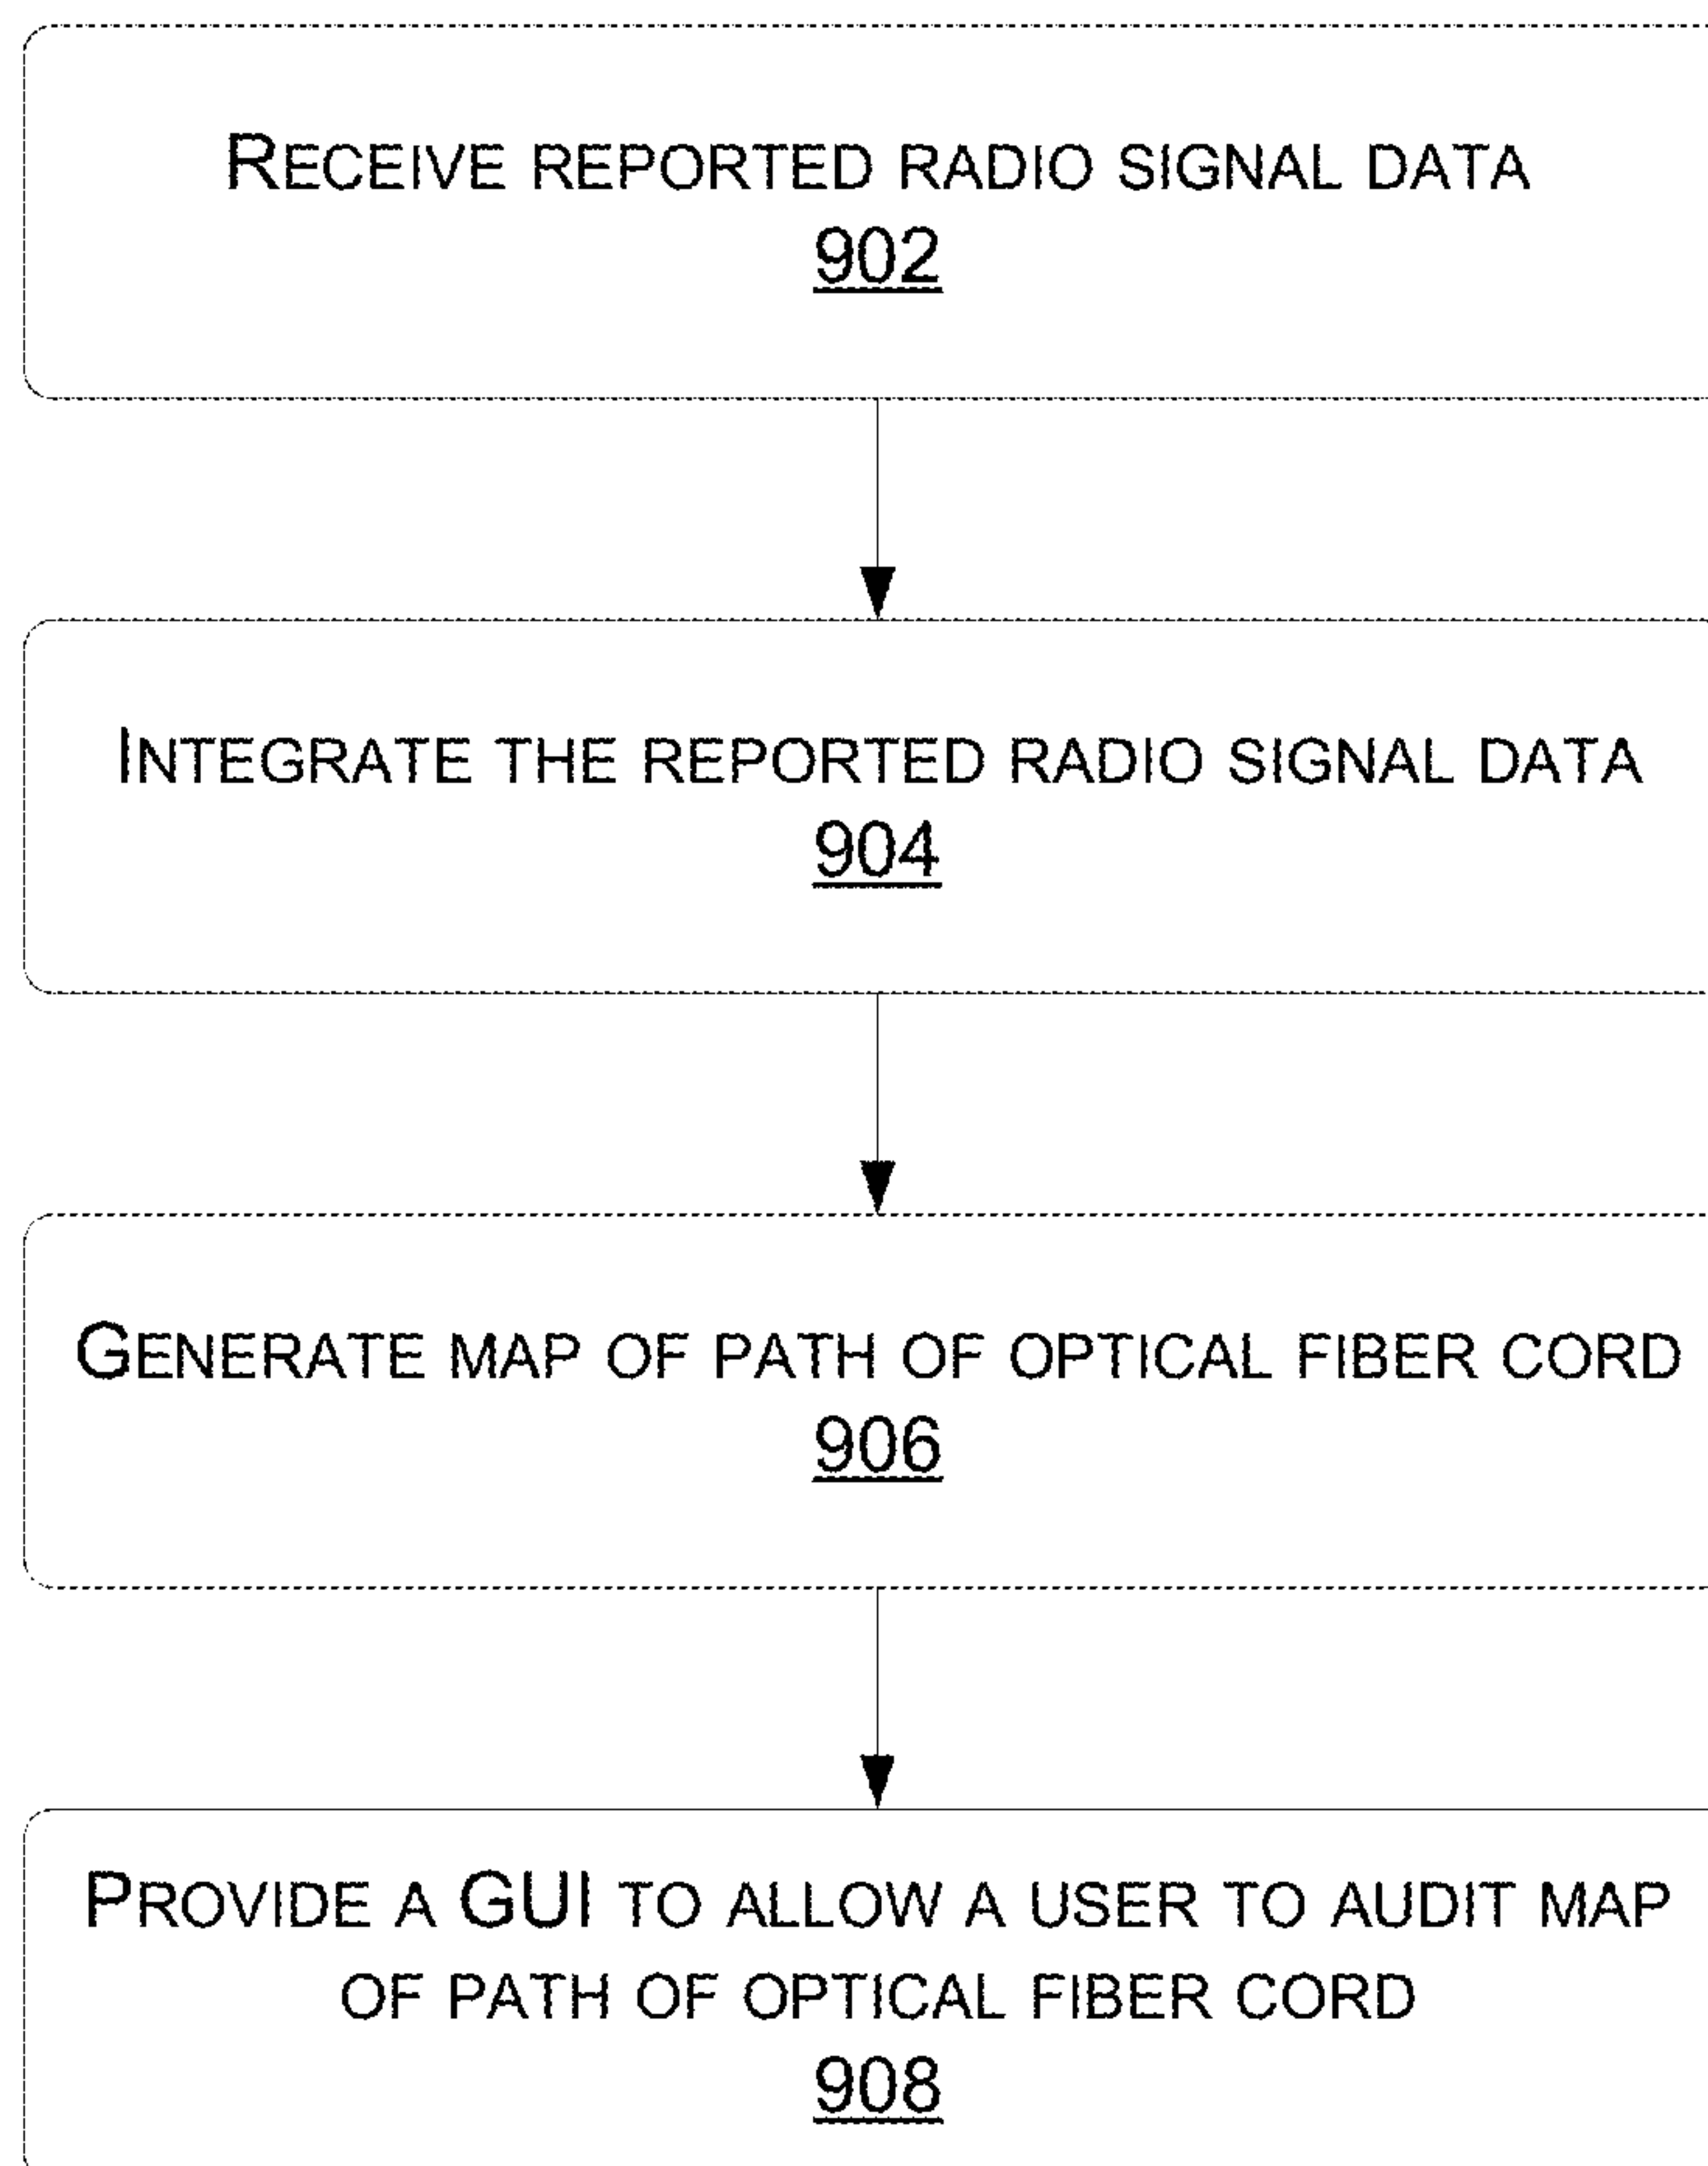 RECEIVE REPORTED RADIO SIGNAL DATA
902
INTEGRATE THE REPORTED RADIO SIGNAL DATA
904
GENERATE MAP OF PATH OF OPTICAL FIBER CORD
906
PROVIDE A GUI TO ALLOW A USER TO AUDIT MAP
OF PATH OF OPTICAL FIBER CORD
908